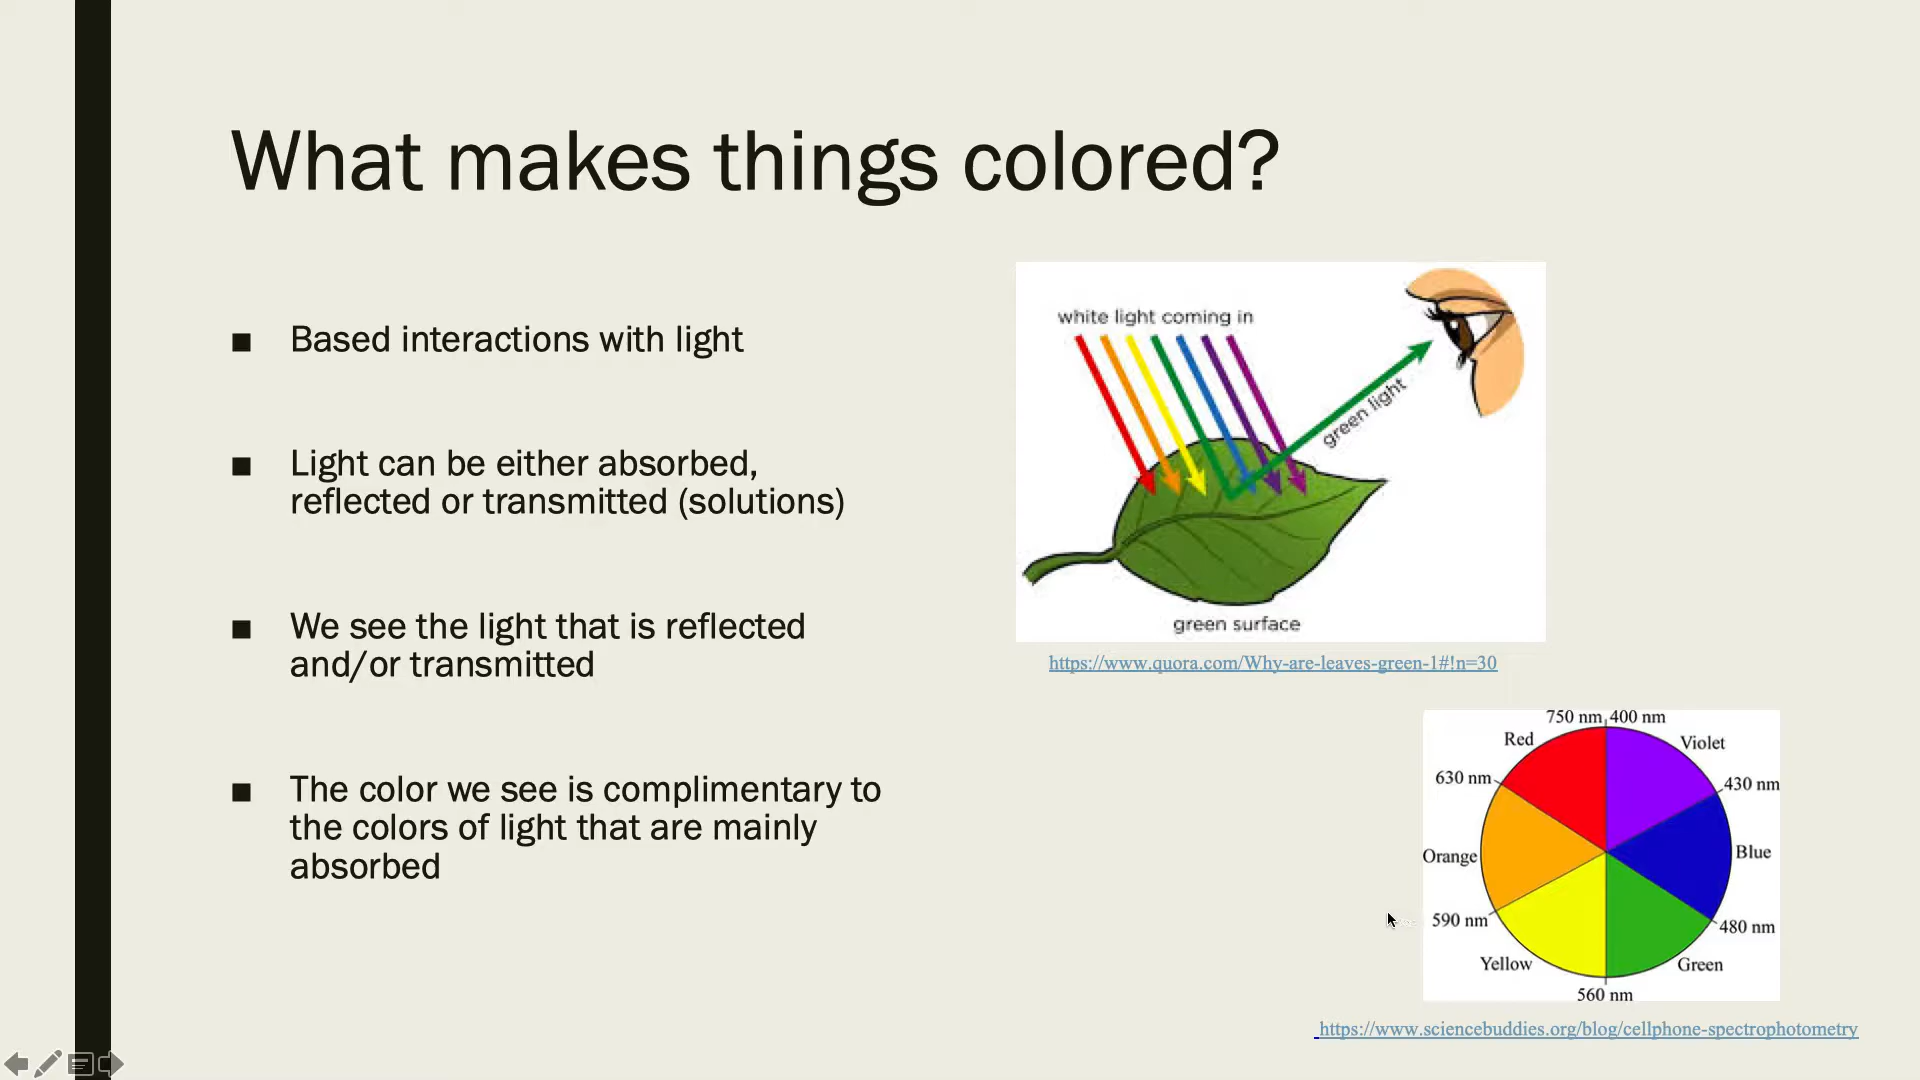 What makes things colored?
■ Based interactions with light
■ Light can be either absorbed,
reflected or transmitted (solutions)
■ We see the light that is reflected
and/or transmitted
■ The color we see is complimentary to
the colors of light that are mainly
absorbed
white light coming in
green light
green surface
https://www.quora.com/Why-are-leaves-green-1#!n=30
750 nm 400 nm
Red
Violet
630 nm
430 nm
Orange
Blue
590 nm
480 nm
Yellow
Green
560 nm
https://www.sciencebuddies.org/blog/cellphone-spectrophotometry